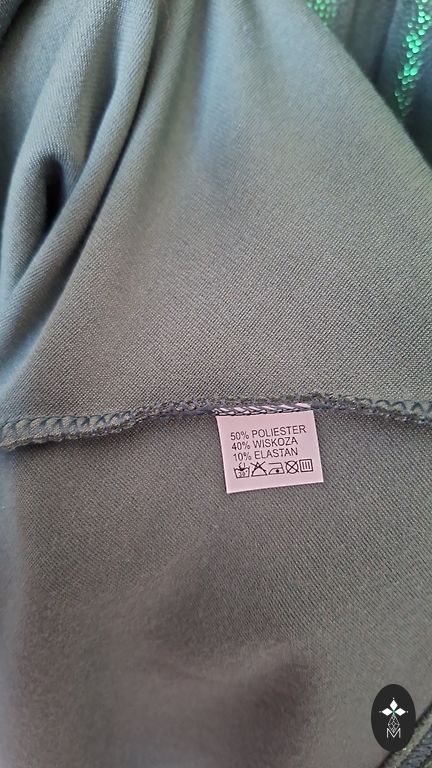 50% POLIESTER
40% WISKOZA
10% ELASTAN